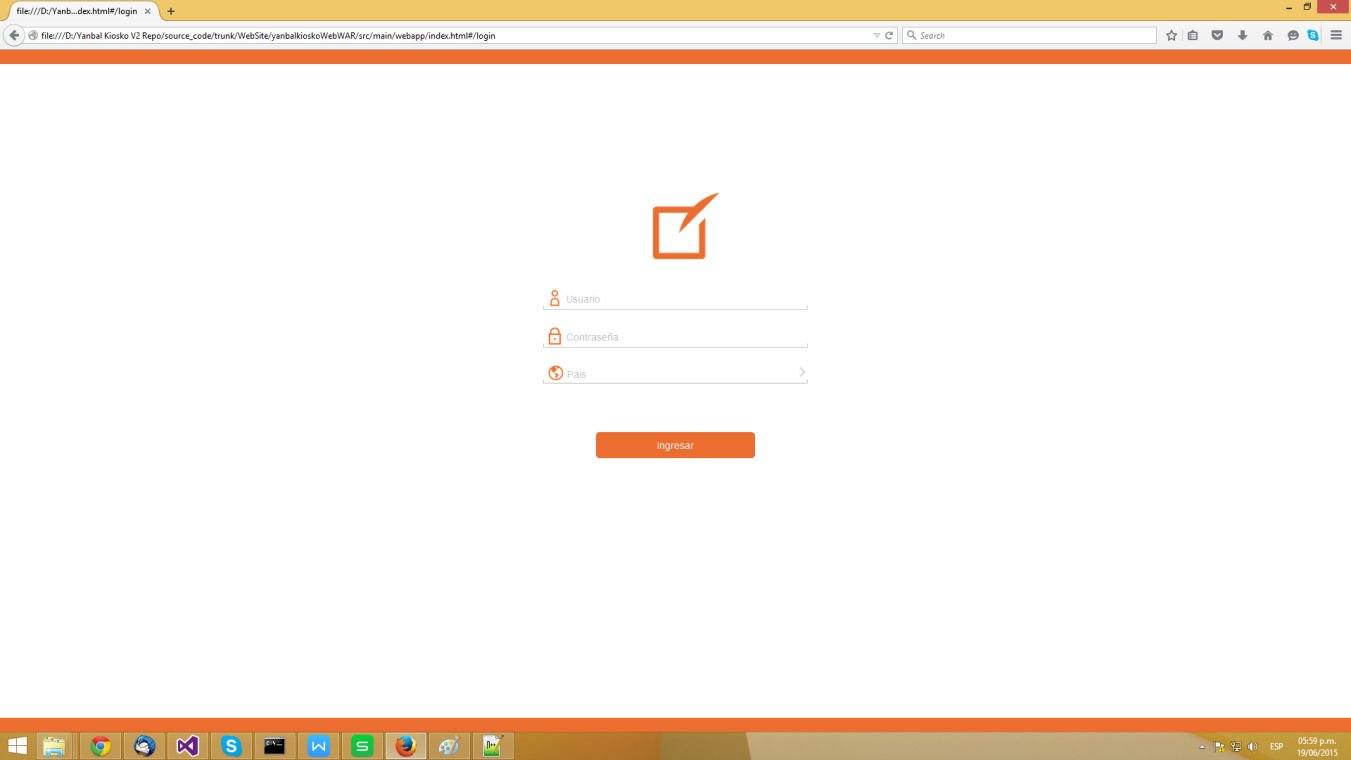 file:///D:/Yanb...dex.html#/login
file:///D:/Yanbal Kiosko V2 Repo/source_code/trunk/WebSite/yanbalkioskoWebWAR/src/main/webapp/index.html#/login
Search
Usuario
Contraseña
Pais
Ingresar
ESP
05:59 p.m.
19/06/2015